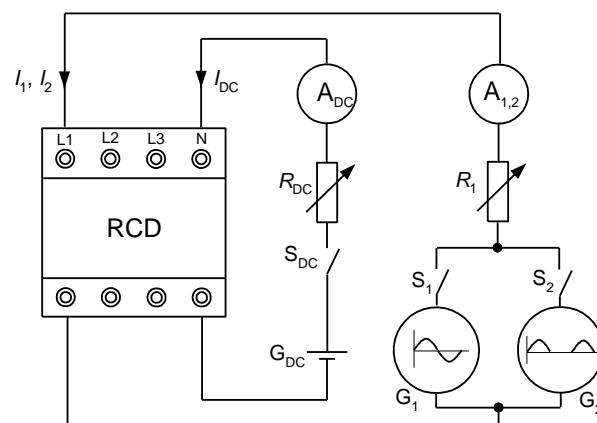 I1, I2
IDC
ADC
A1,2
L1 L2 L3 N
RDC
R1
RCD
SDC
S1
S2
GDC
G1
G2